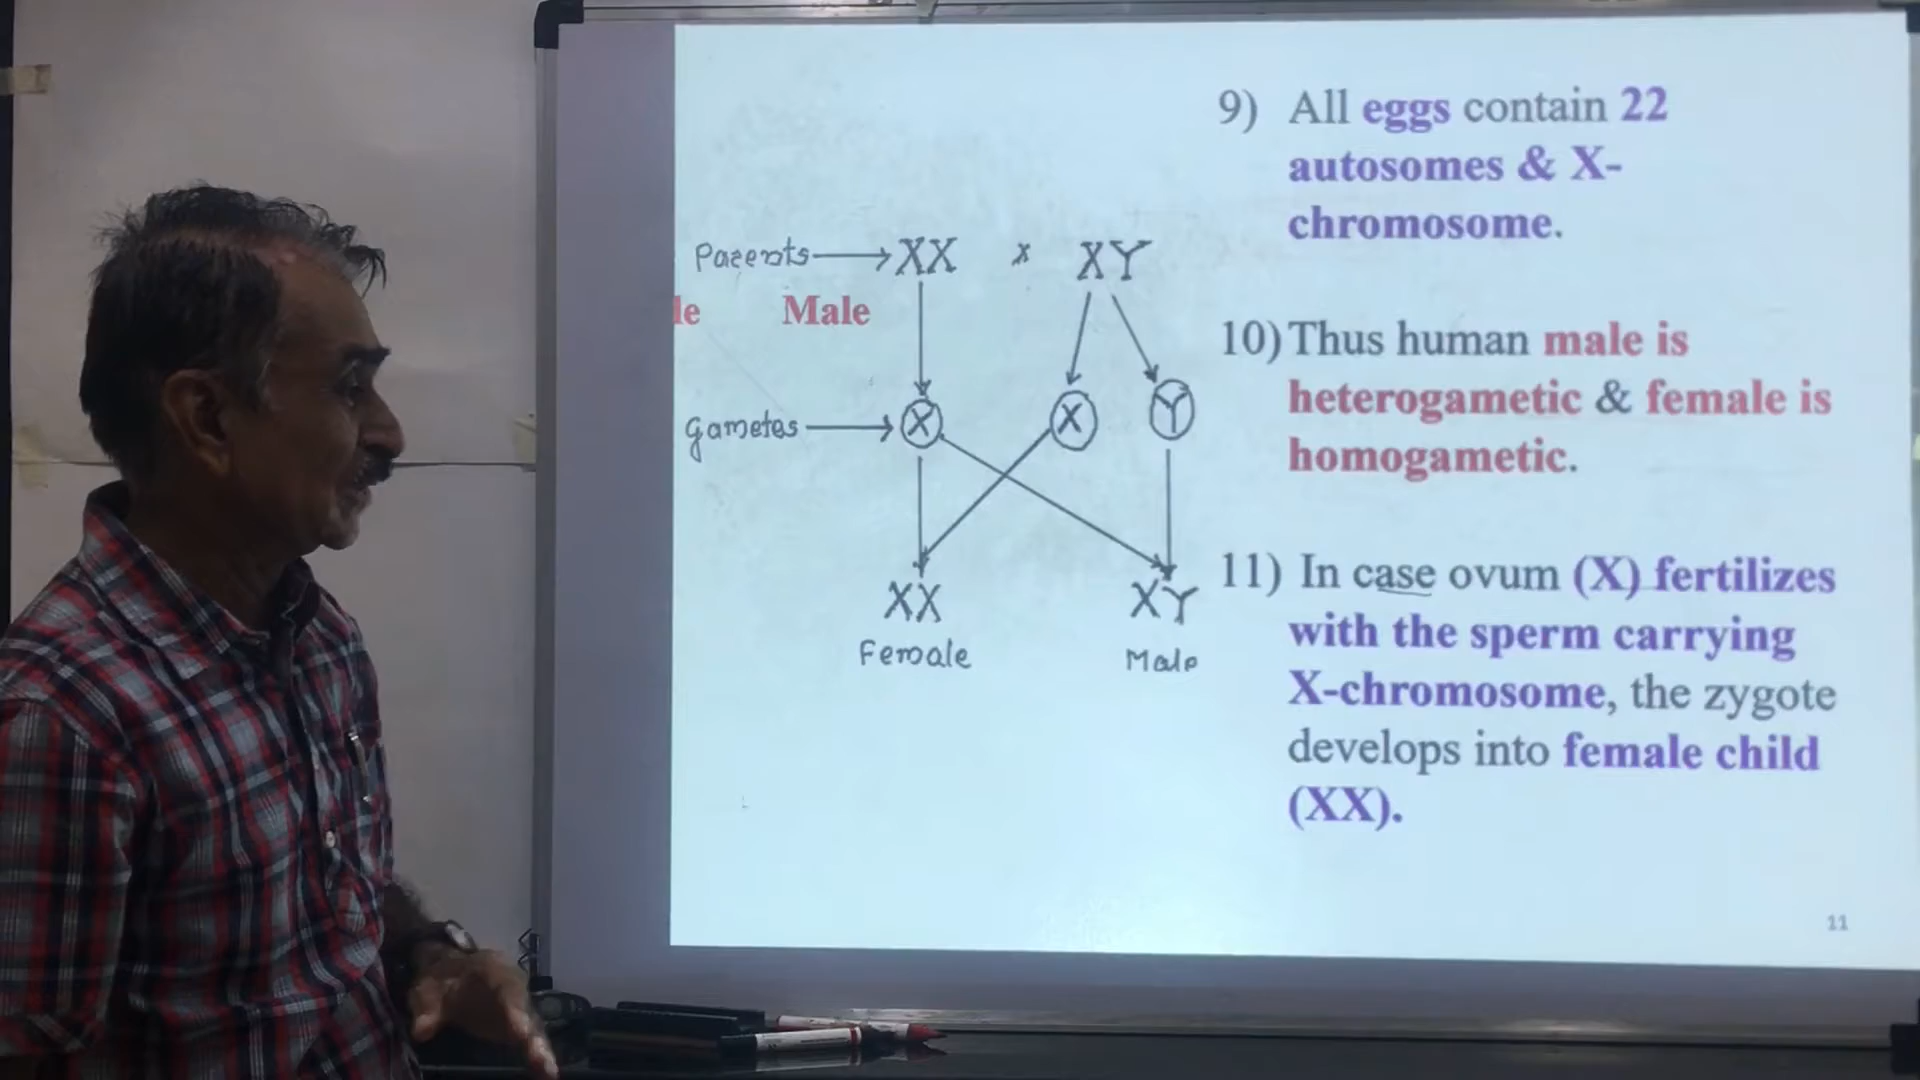 Parents XX x XY
le Male
Gametes X X Y
XX XY
Female Male
9) All eggs contain 22
autosomes & X-
chromosome.
10) Thus human male is
heterogametic & female is
homogametic.
11) In case ovum (X) fertilizes
with the sperm carrying
X-chromosome, the zygote
develops into female child
(XX).
11